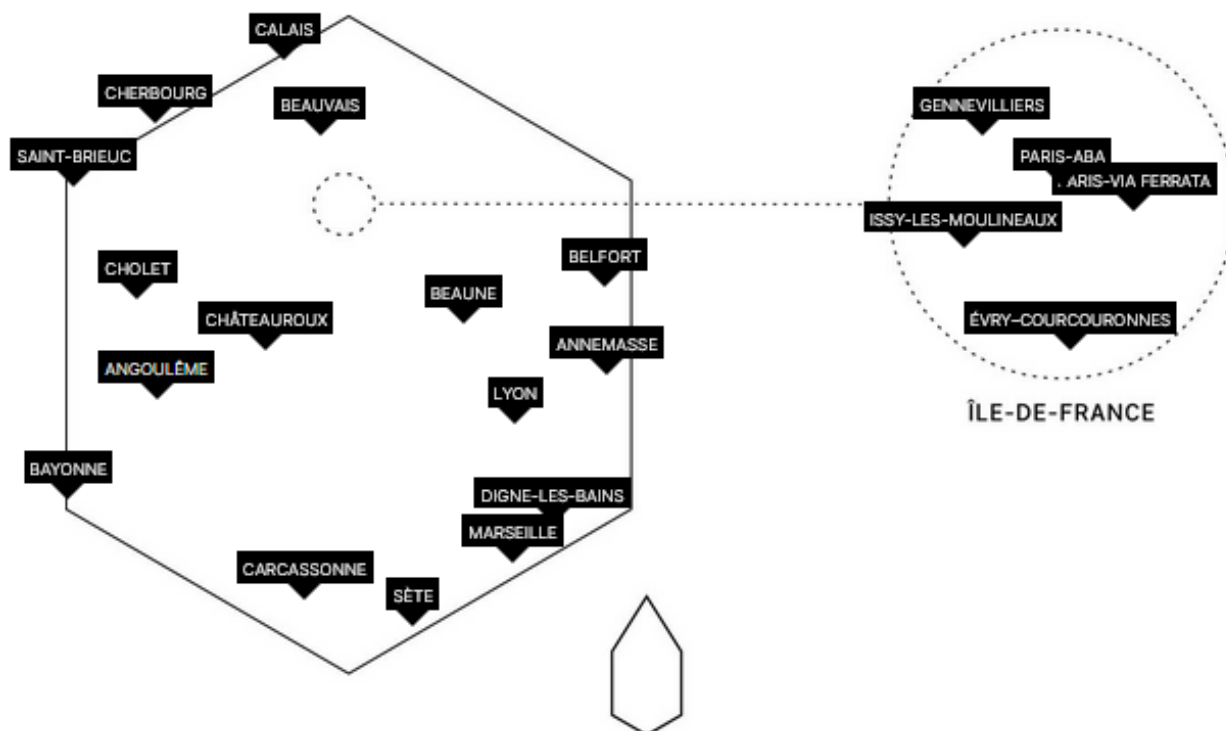 CALAIS
CHERBOURG
BEAUVAIS
SAINT-BRIEUC
CHOLET
BELFORT
BEAUNE
CHÂTEAUROUX
ANNEMASSE
ANGOULÊME
LYON
BAYONNE
DIGNE-LES-BAINS
MARSEILLE
CARCASSONNE
SÈTE
GENNEVILLIERS
PARIS-ABA
ARIS-VIA FERRATA
ISSY-LES-MOULINEAUX
ÉVRY-COURCOURONNES
ÎLE-DE-FRANCE